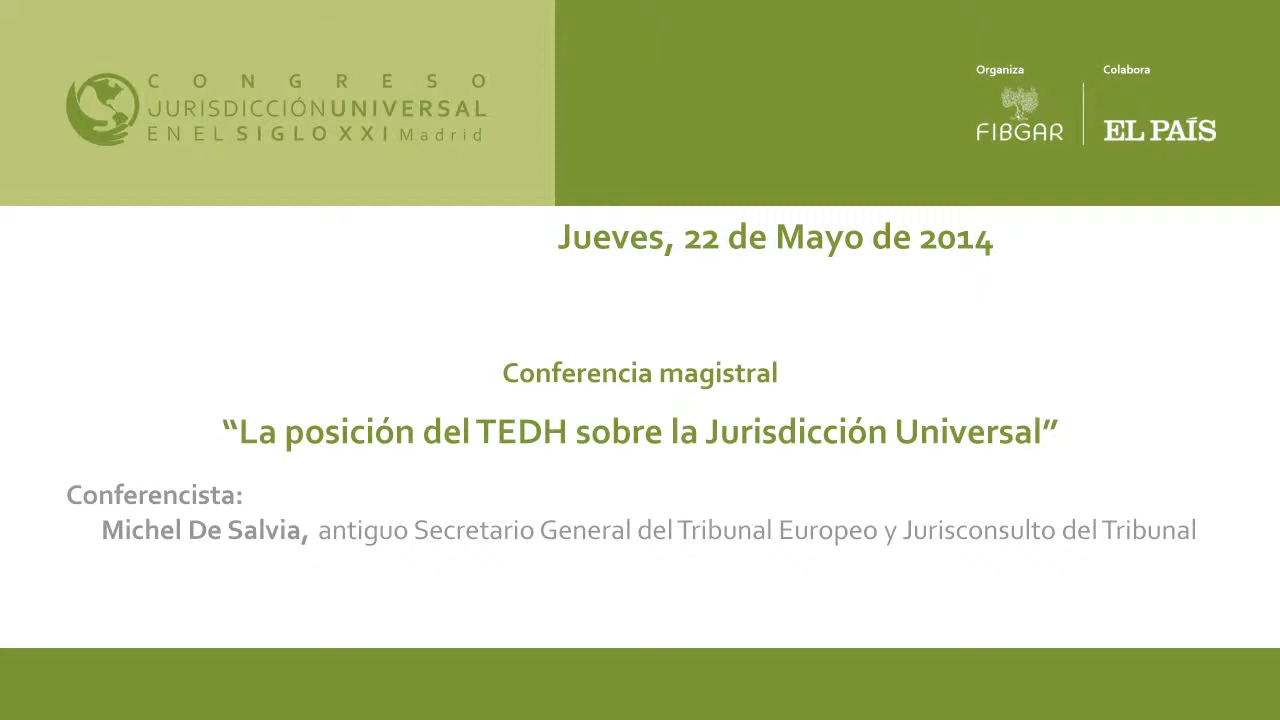 CONGRESO
JURISDICCIÓN UNIVERSAL
EN EL SIGLO XXI Madrid
Organiza
FIBGAR
Colabora
EL PAÍS
Jueves, 22 de Mayo de 2014
Conferencia magistral
“La posición del TEDH sobre la Jurisdicción Universal”
Conferencista:
Michel De Salvia, antiguo Secretario General del Tribunal Europeo y Jurisconsulto del Tribunal